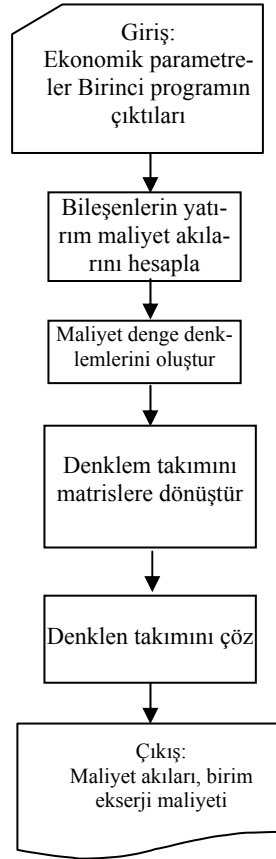 Giriş:
Ekonomik parametre-
ler Birinci programın
çıktıları
Bileşenlerin yatı-
rım maliyet akıla-
rını hesapla
Maliyet denge denk-
lemlerini oluştur
Denklem takımını
matrislere dönüştür
Denklen takımını çöz
Çıkış:
Maliyet akıları, birim
ekserji maliyeti